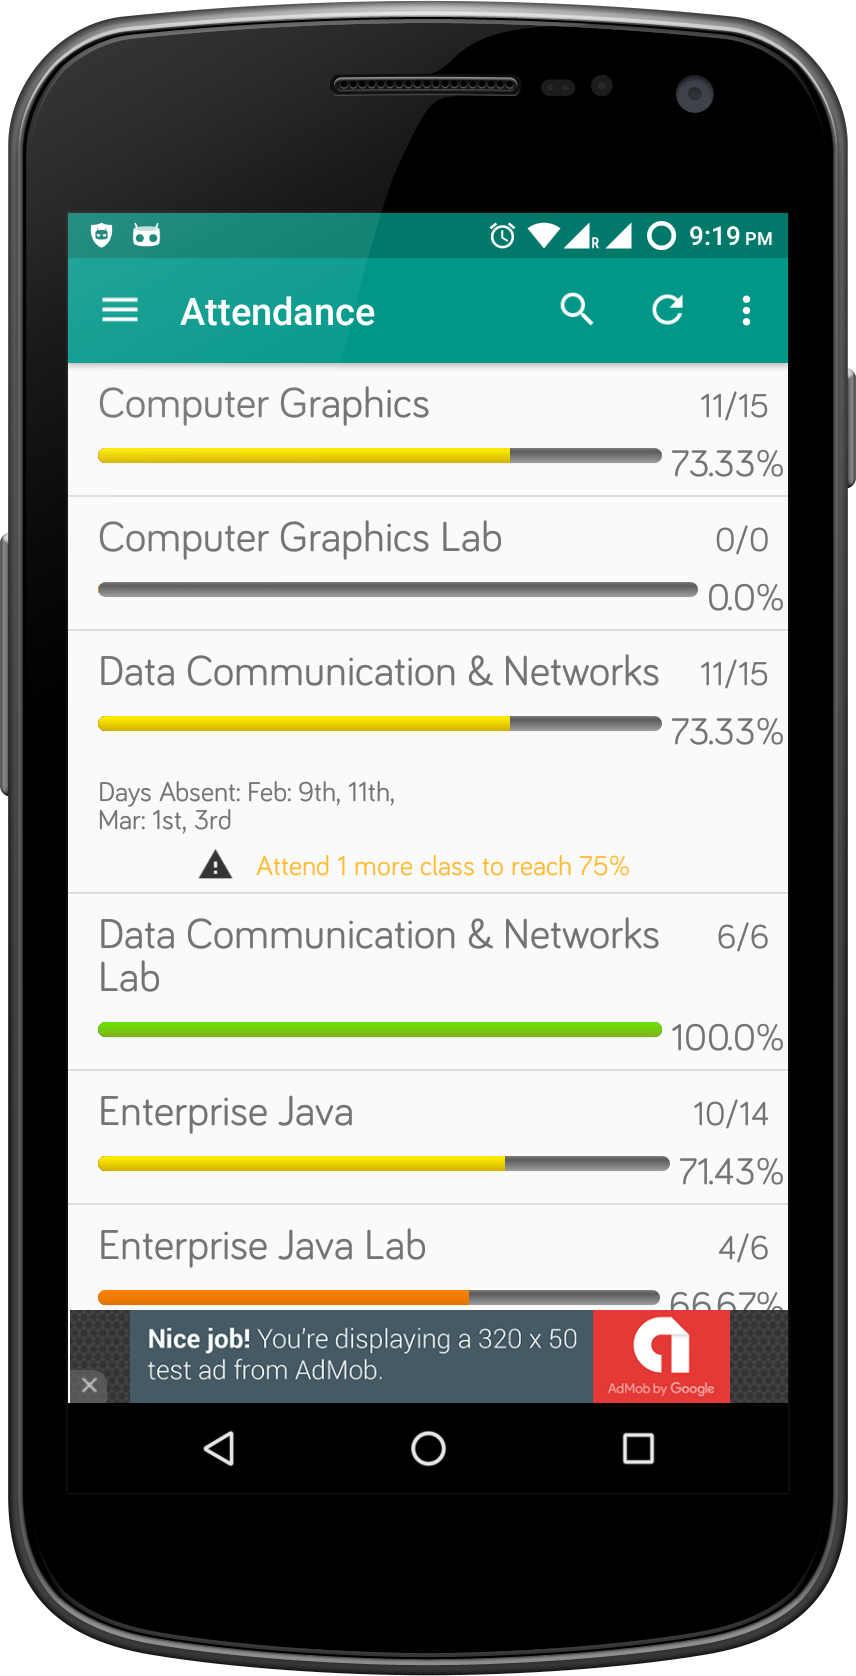 R 9:19 PM
Attendance
Computer Graphics 11/15
73.33%
Computer Graphics Lab 0/0
0.0%
Data Communication & Networks 11/15
73.33%
Days Absent: Feb: 9th, 11th,
Mar: 1st, 3rd
Attend 1 more class to reach 75%
Data Communication & Networks 6/6
Lab
100.0%
Enterprise Java 10/14
71.43%
Enterprise Java Lab 4/6
66.67%
Nice job! You're displaying a 320 x 50
test ad from AdMob.
AdMob by Google